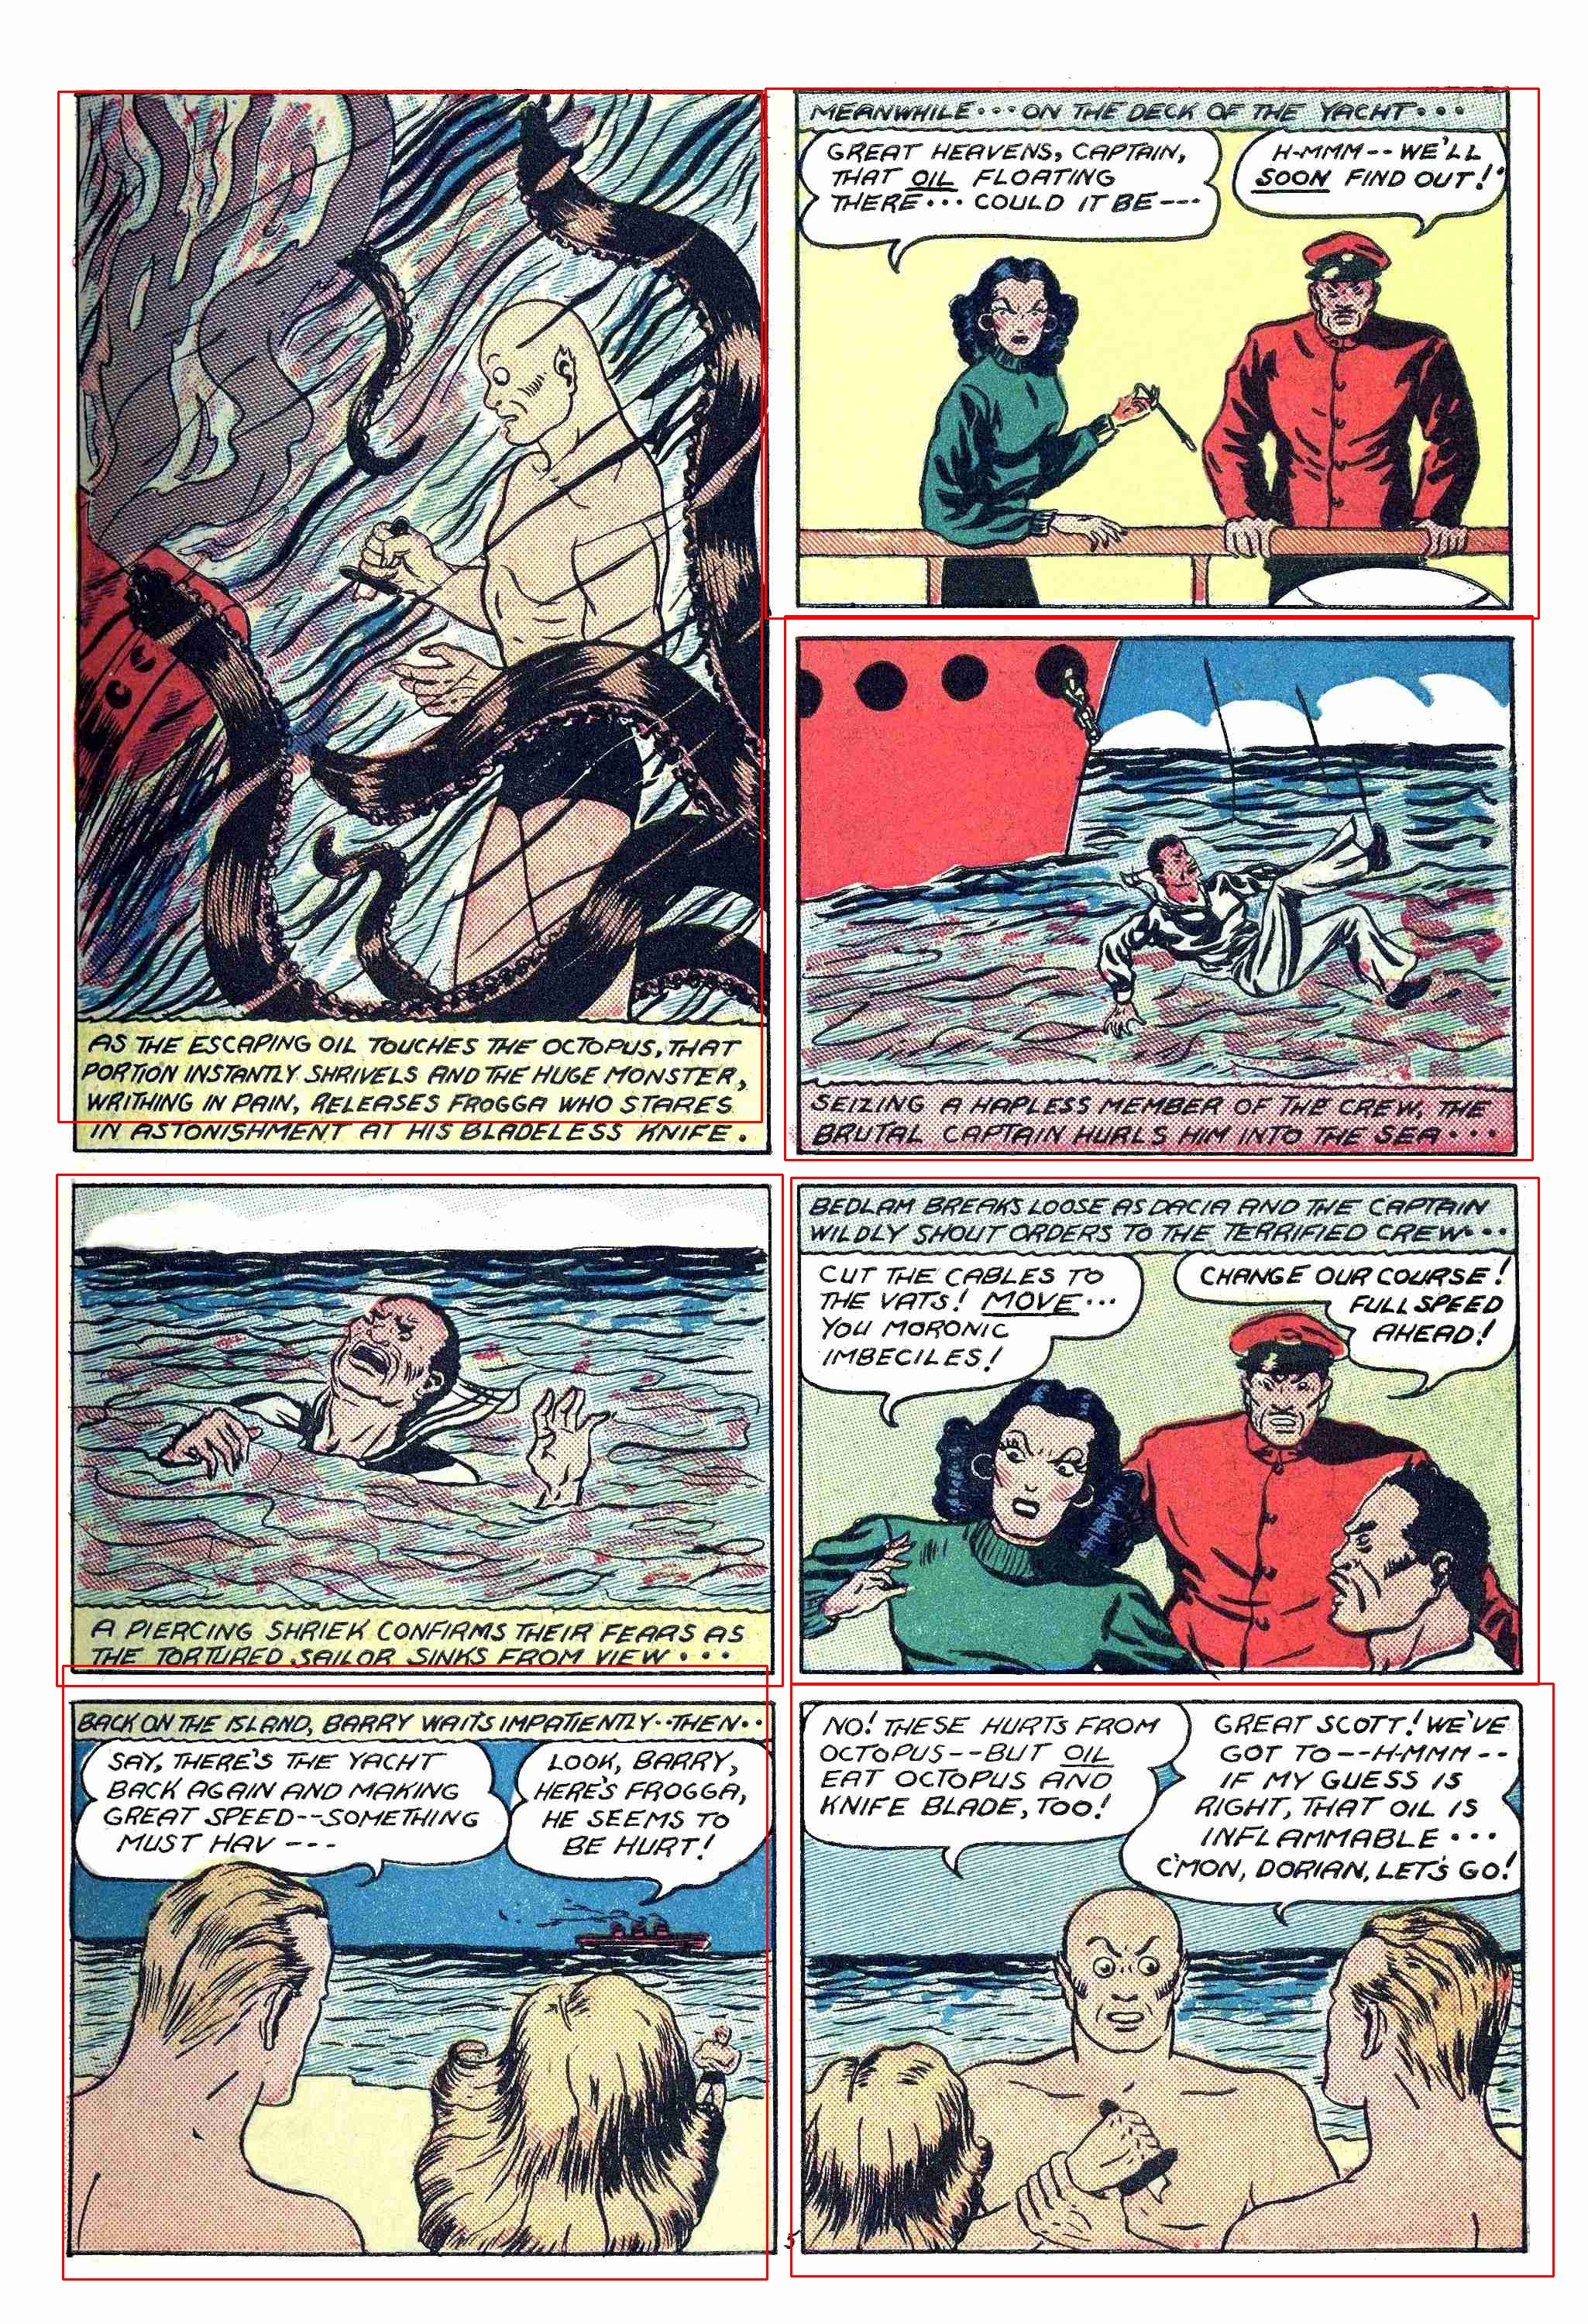 AS THE ESCAPING OIL TOUCHES THE OCTOPUS, THAT
PORTION INSTANTLY SHRIVELS AND THE HUGE MONSTER,
WRITHING IN PAIN, RELEASES FROGGA WHO STARES
IN ASTONISHMENT AT HIS BLADELESS KNIFE.
MEANWHILE... ON THE DECK OF THE YACHT...
GREAT HEAVENS, CAPTAIN,
THAT OIL FLOATING
THERE... COULD IT BE---
H-MMM-- WE'LL
SOON FIND OUT!
SEIZING A HAPLESS MEMBER OF THE CREW, THE
BRUTAL CAPTAIN HURLS HIM INTO THE SEA...
A PIERCING SHRIEK CONFIRMS THEIR FEARS AS
THE TORTURED SAILOR SINKS FROM VIEW...
BEDLAM BREAKS LOOSE AS DACIA AND THE CAPTAIN
WILDLY SHOUT ORDERS TO THE TERRIFIED CREW...
CUT THE CABLES TO
THE VATS! MOVE...
YOU MORONIC
IMBECILES!
CHANGE OUR COURSE!
FULL SPEED
AHEAD!
BACK ON THE ISLAND, BARRY WAITS IMPATIENTLY..THEN..
SAY, THERE'S THE YACHT
BACK AGAIN AND MAKING
GREAT SPEED--SOMETHING
MUST HAV ---
LOOK, BARRY,
HERE'S FROGGA,
HE SEEMS TO
BE HURT!
NO! THESE HURTS FROM
OCTOPUS--BUT OIL
EAT OCTOPUS AND
KNIFE BLADE, TOO!
GREAT SCOTT! WE'VE
GOT TO--H-MMM--
IF MY GUESS IS
RIGHT, THAT OIL IS
INFLAMMABLE...
C'MON, DORIAN, LET'S GO!
5